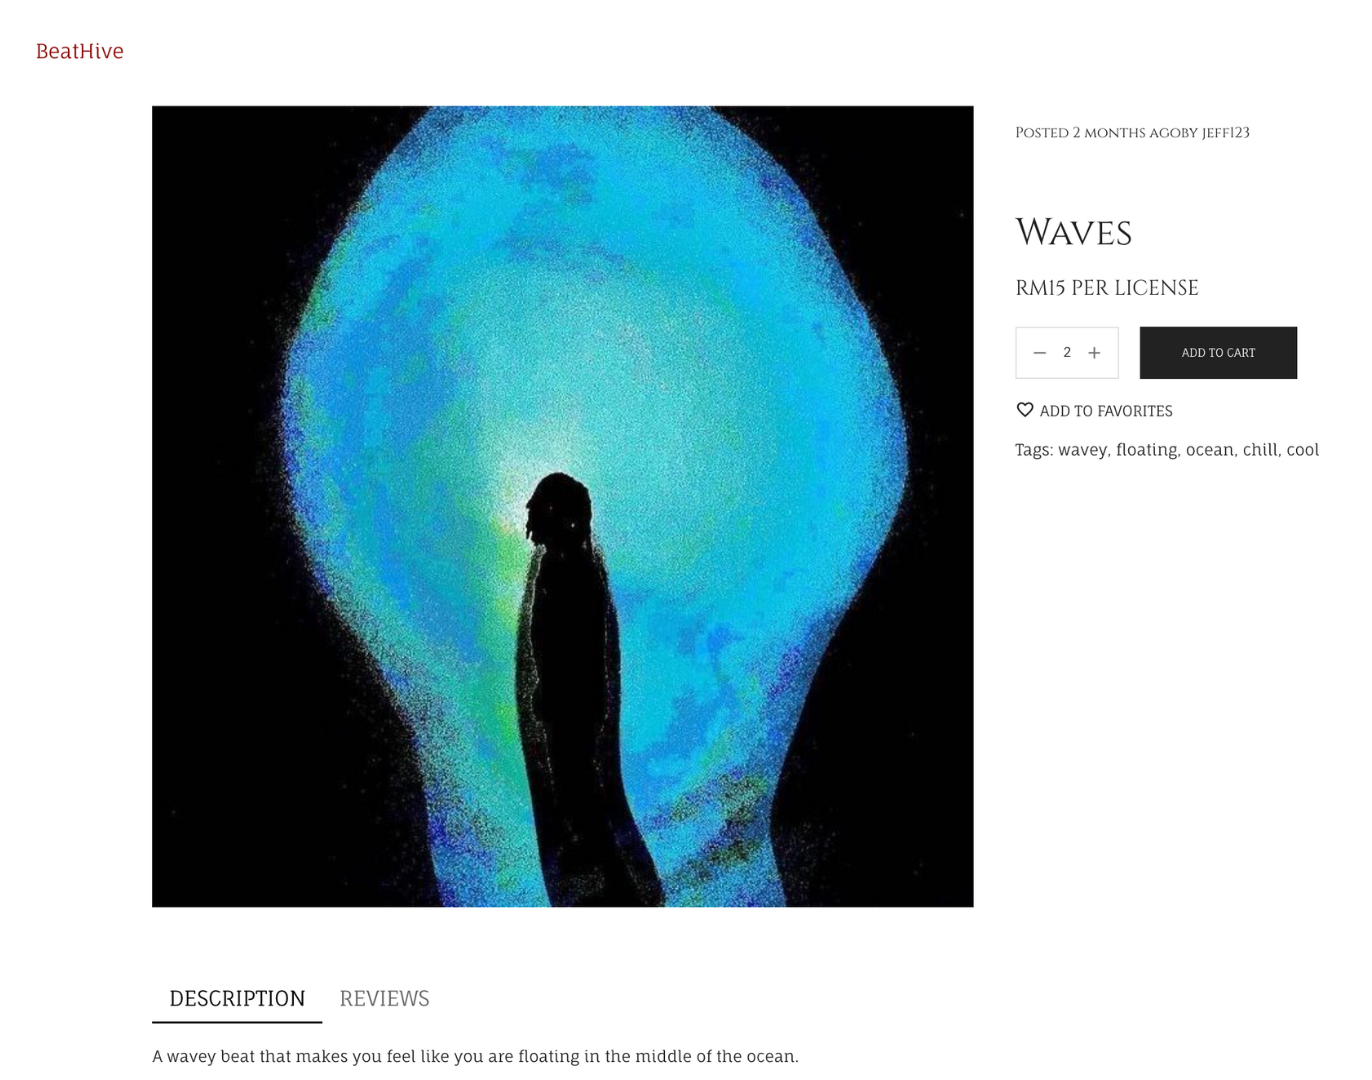 BeatHive
Posted 2 months agoby jeff123
Waves
RM15 PER LICENSE
— 2 +
ADD TO CART
ADD TO FAVORITES
Tags: wavey, floating, ocean, chill, cool
DESCRIPTION REVIEWS
A wavey beat that makes you feel like you are floating in the middle of the ocean.